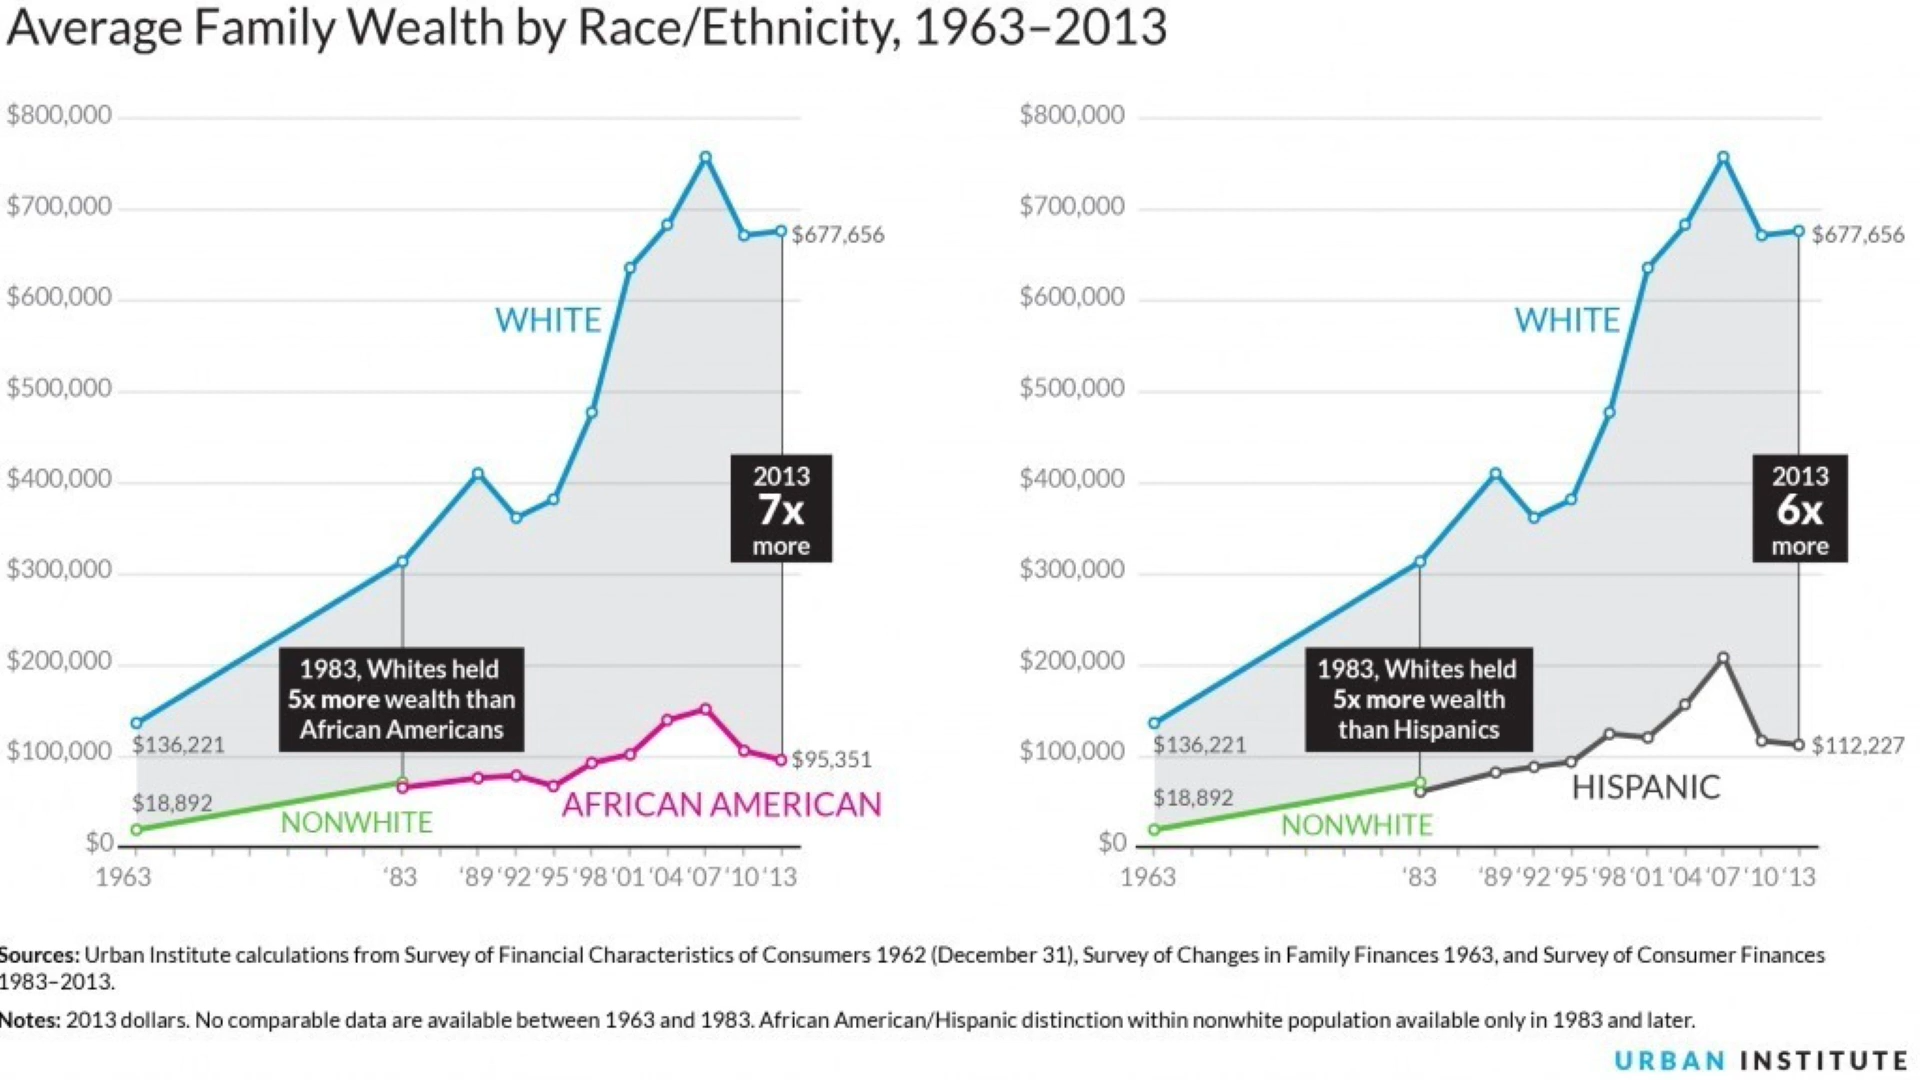 Average Family Wealth by Race/Ethnicity, 1963–2013
$800,000
$700,000
$600,000
$500,000
$400,000
$300,000
$200,000
$100,000
$0
WHITE
$677,656
2013
7x
more
1983, Whites held
5x more wealth than
African Americans
$136,221
$18,892
NONWHITE
$95,351
AFRICAN AMERICAN
1963 ‘83 ‘89 ‘92 ‘95 ‘98 ‘01 ‘04 ‘07 ‘10 ‘13
$800,000
$700,000
$600,000
$500,000
$400,000
$300,000
$200,000
$100,000
$0
WHITE
$677,656
2013
6x
more
1983, Whites held
5x more wealth
than Hispanics
$136,221
$18,892
NONWHITE
$112,227
HISPANIC
1963 ‘83 ‘89 ‘92 ‘95 ‘98 ‘01 ‘04 ‘07 ‘10 ‘13
Sources: Urban Institute calculations from Survey of Financial Characteristics of Consumers 1962 (December 31), Survey of Changes in Family Finances 1963, and Survey of Consumer Finances
1983–2013.
Notes: 2013 dollars. No comparable data are available between 1963 and 1983. African American/Hispanic distinction within nonwhite population available only in 1983 and later.
URBAN INSTITUTE